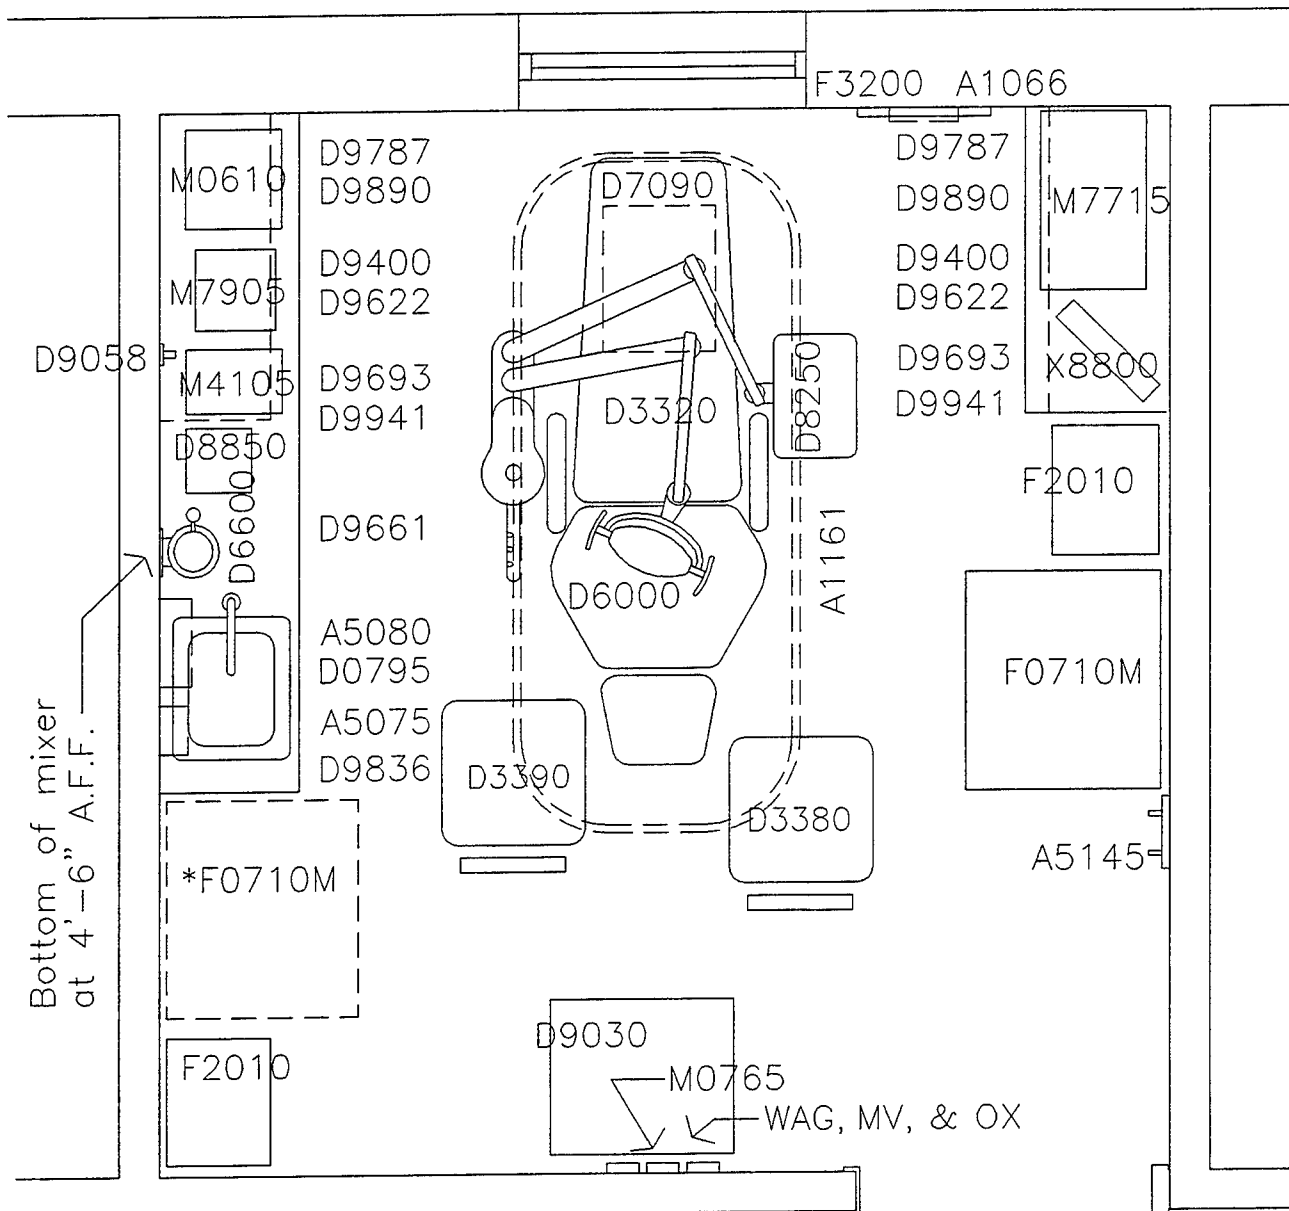 F3200 A1066
M0610
D9787
D9890
D7090
D9787
D9890
M7715
M7905
D9400
D9622
D9400
D9622
D9058
M4105
D9693
D9941
D3320
D8250
D9693
D9941
X8800
D8850
D6600
D9661
D6000
A1161
F2010
A5080
D0795
A5075
D9836
D3390
D3380
F0710M
A5145
Bottom of mixer
at 4'-6" A.F.F.
*F0710M
F2010
D9030
M0765
WAG, MV, & OX